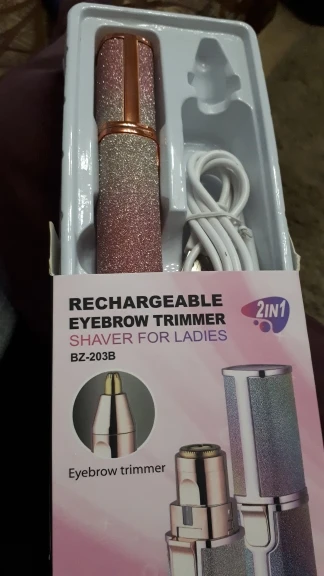 RECHARGEABLE
EYEBROW TRIMMER
SHAVER FOR LADIES
BZ-203B
2IN1
Eyebrow trimmer